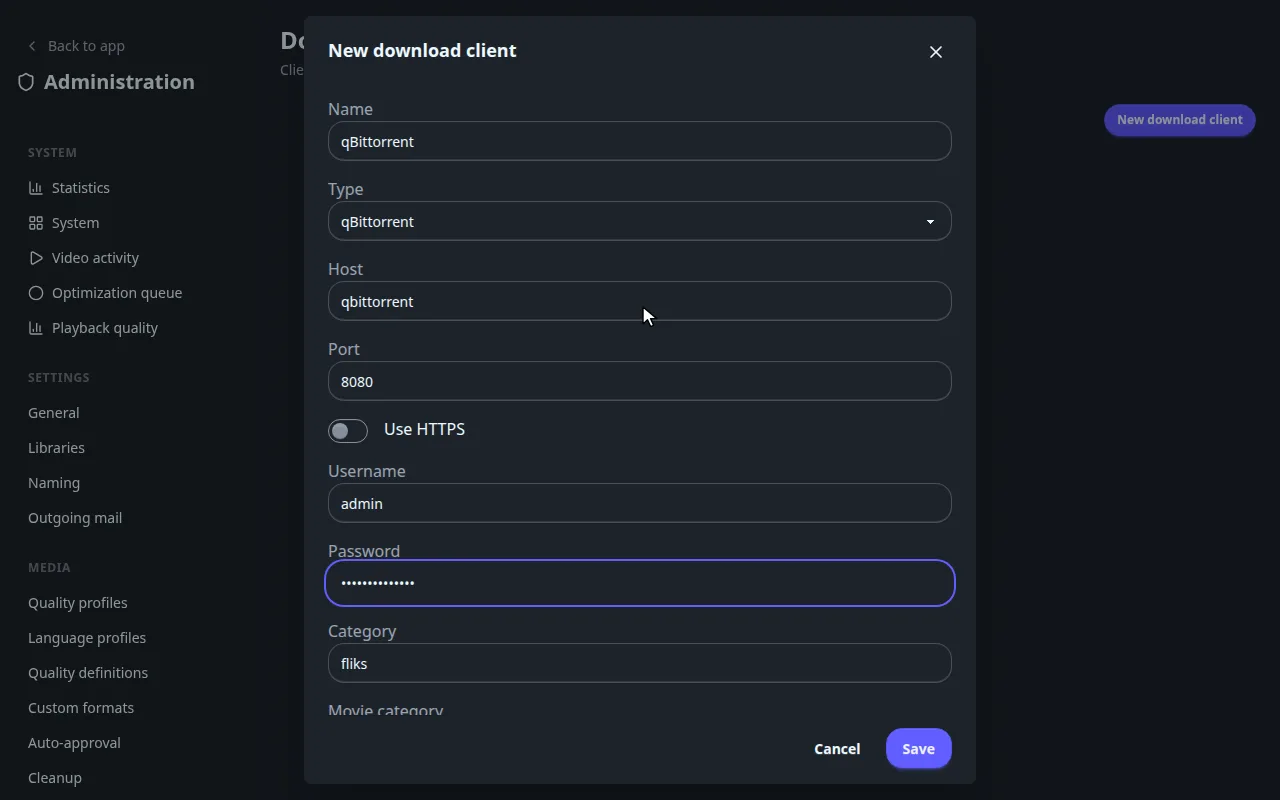 Back to app
Administration
SYSTEM
Statistics
System
Video activity
Optimization queue
Playback quality
SETTINGS
General
Libraries
Naming
Outgoing mail
MEDIA
Quality profiles
Language profiles
Quality definitions
Custom formats
Auto-approval
Cleanup
Do
Clie
New download client
New download client
Name
qBittorrent
Type
qBittorrent
Host
qbittorrent
Port
8080
Use HTTPS
Username
admin
Password
••••••••••••••
Category
fliks
Movie category
Cancel
Save